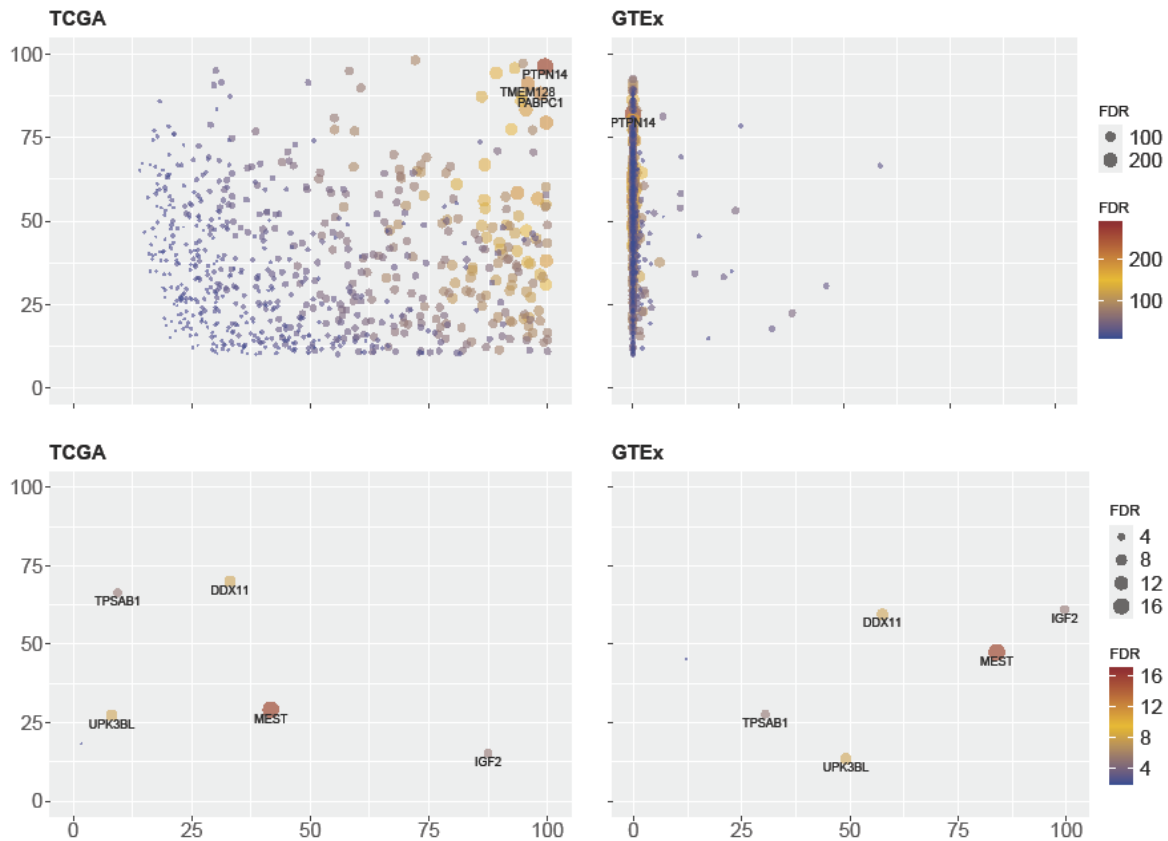 TCGA
GTEx
100
75
50
25
0
PTPN14
TMEM128
PABPC1
PTPN14
FDR
100
200
FDR
200
100
TCGA
GTEx
100
75
50
25
0
TPSAB1
DDX11
UPK3BL
MEST
IGF2
0
25
50
75
100
DDX11
IGF2
MEST
TPSAB1
UPK3BL
0
25
50
75
100
FDR
4
8
12
16
FDR
16
12
8
4